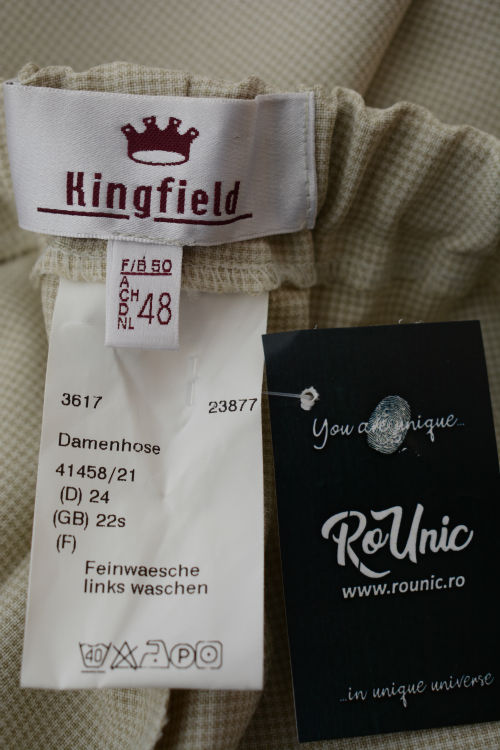 Kingfield
F/B 50
A
CH
D
NL
48
3617
23877
Damenhose
41458/21
(D) 24
(GB) 22s
(F)
Feinwaesche
links waschen
40
P
You are unique...
RoUnic
www.rounic.ro
...in unique universe